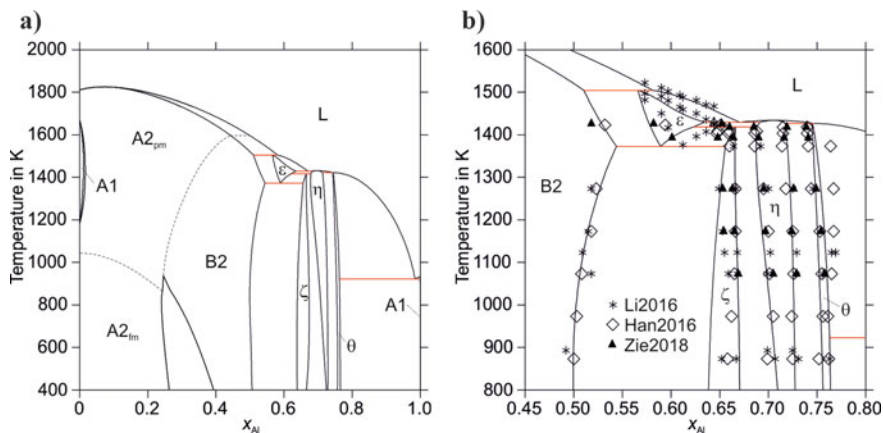 a)
Temperature in K
2000
1800
1600
1400
1200
1000
800
600
400
0
0.2
0.4
0.6
0.8
1.0
x_Al
A1
A2pm
L
ε
η
B2
ζ
A1
A2fm
θ
b)
Temperature in K
1600
1500
1400
1300
1200
1100
1000
900
800
0.45
0.50
0.55
0.60
0.65
0.70
0.75
0.80
x_Al
L
ε
B2
η
Li2016
Han2016
Zie2018
ζ
θ